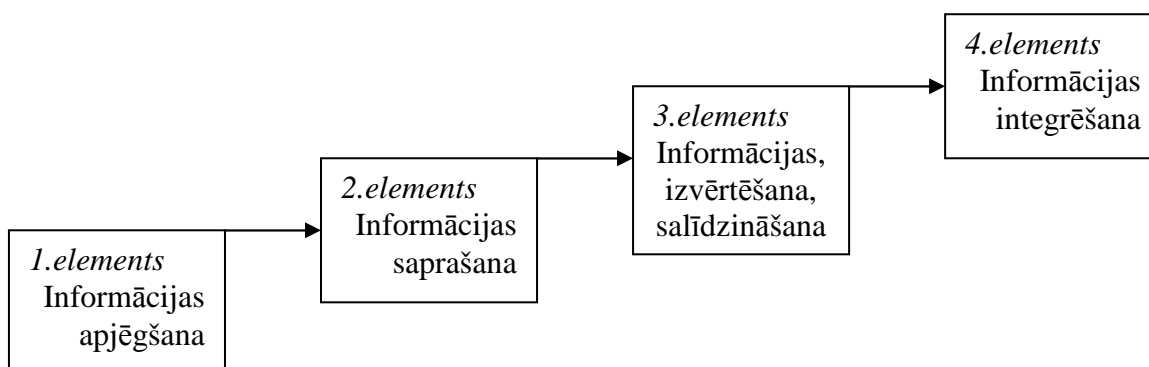 1.elements
Informācijas
apjēgšana
2.elements
Informācijas
saprašana
3.elements
Informācijas,
izvērtēšana,
salīdzināšana
4.elements
Informācijas
integrēšana